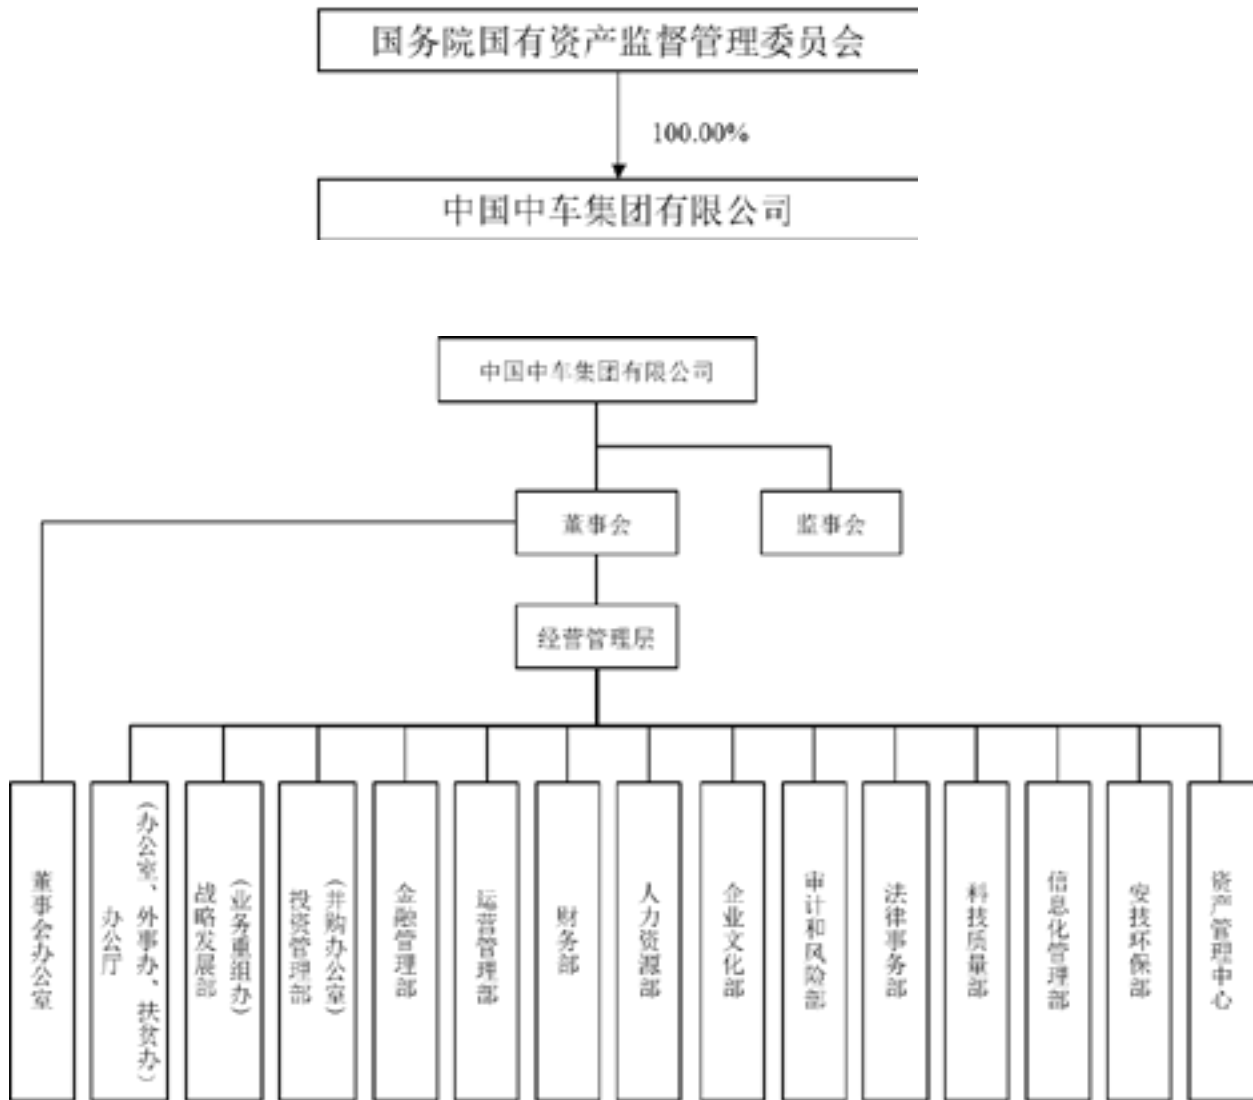 国务院国有资产监督管理委员会
100.00%
中国中车集团有限公司
中国中车集团有限公司
董事会
监事会
经营管理层
董事会办公室
办公厅
（办公室、外事办、扶贫办）
战略发展部
（业务重组办）
投资管理部
（并购办公室）
金融管理部
运营管理部
财务部
人力资源部
企业文化部
审计和风险部
法律事务部
科技质量部
信息化管理部
安技环保部
资产管理中心